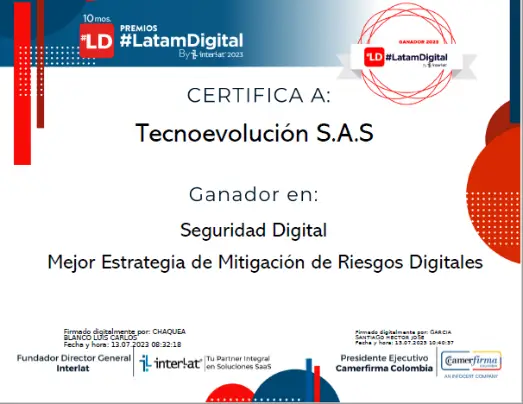 10 mos.
#LD
PREMIOS
#LatamDigital
By interlat 2023
GANADOR 2023
#LD #LatamDigital
By interlat
CERTIFICA A:
Tecnoevolución S.A.S
Ganador en:
Seguridad Digital
Mejor Estrategia de Mitigación de Riesgos Digitales
Firmado digitalmente por: CHAQUEA
BLANCO LUIS CARLOS
Fecha y hora: 13.07.2023 08:32:18
Fundador Director General
Interlat
interlat
Tu Partner Integral
en Soluciones SaaS
Firmado digitalmente por: GARCIA
SANTIAGO HECTOR JOSE
Fecha y hora: 13.07.2023 10:40:37
Presidente Ejecutivo
Camerfirma Colombia
Camerfirma
AN INFOCERT COMPANY